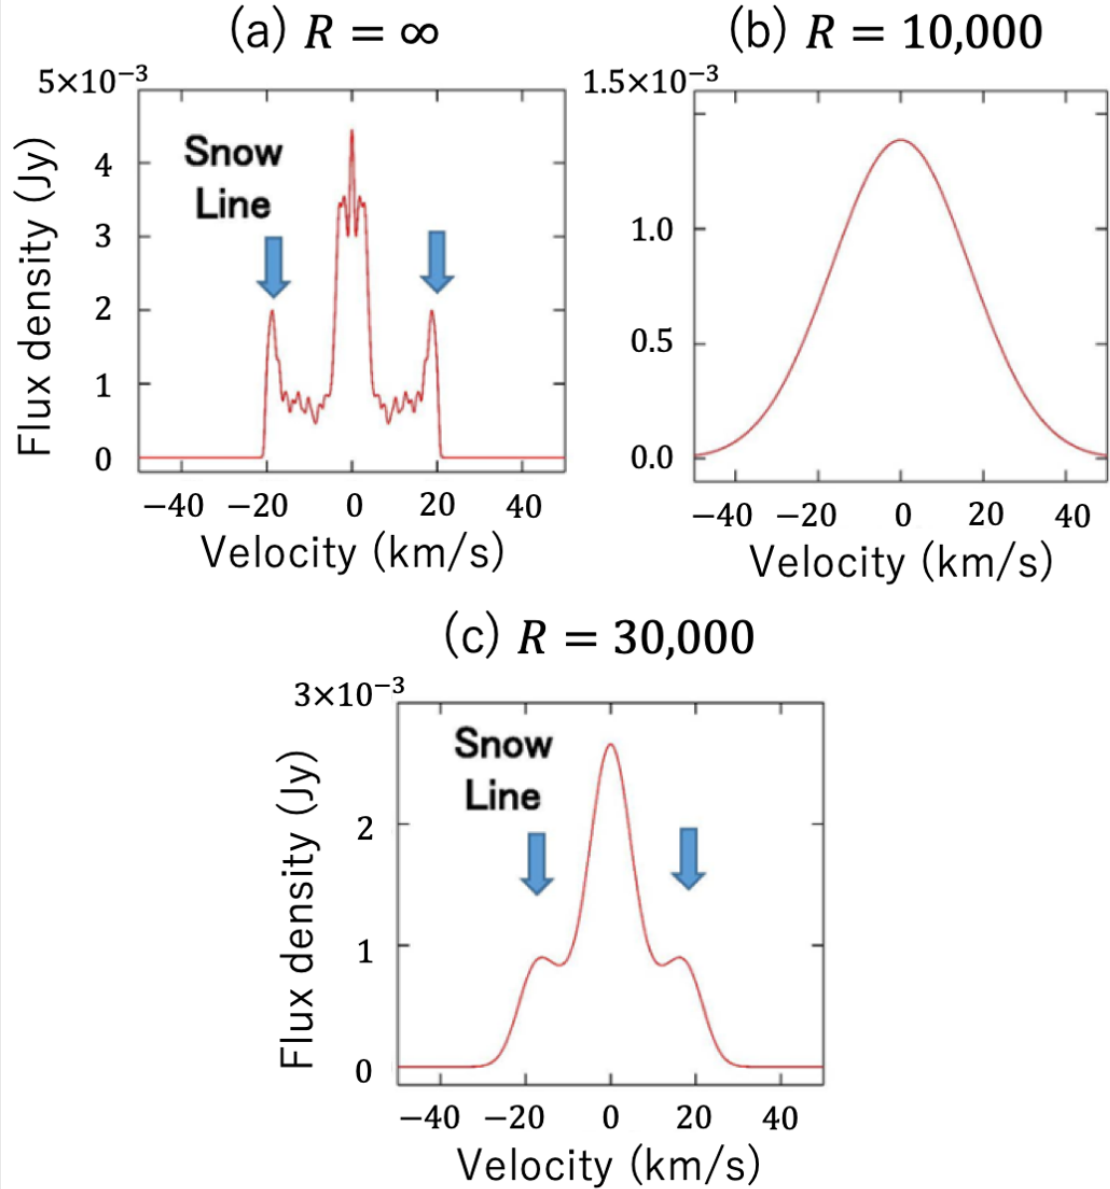 (a) R = ∞
5×10⁻³
4
3
2
1
0
Snow
Line
Flux density (Jy)
−40 −20 0 20 40
Velocity (km/s)
(b) R = 10,000
1.5×10⁻³
1.0
0.5
0.0
−40 −20 0 20 40
Velocity (km/s)
(c) R = 30,000
3×10⁻³
2
1
0
Snow
Line
Flux density (Jy)
−40 −20 0 20 40
Velocity (km/s)